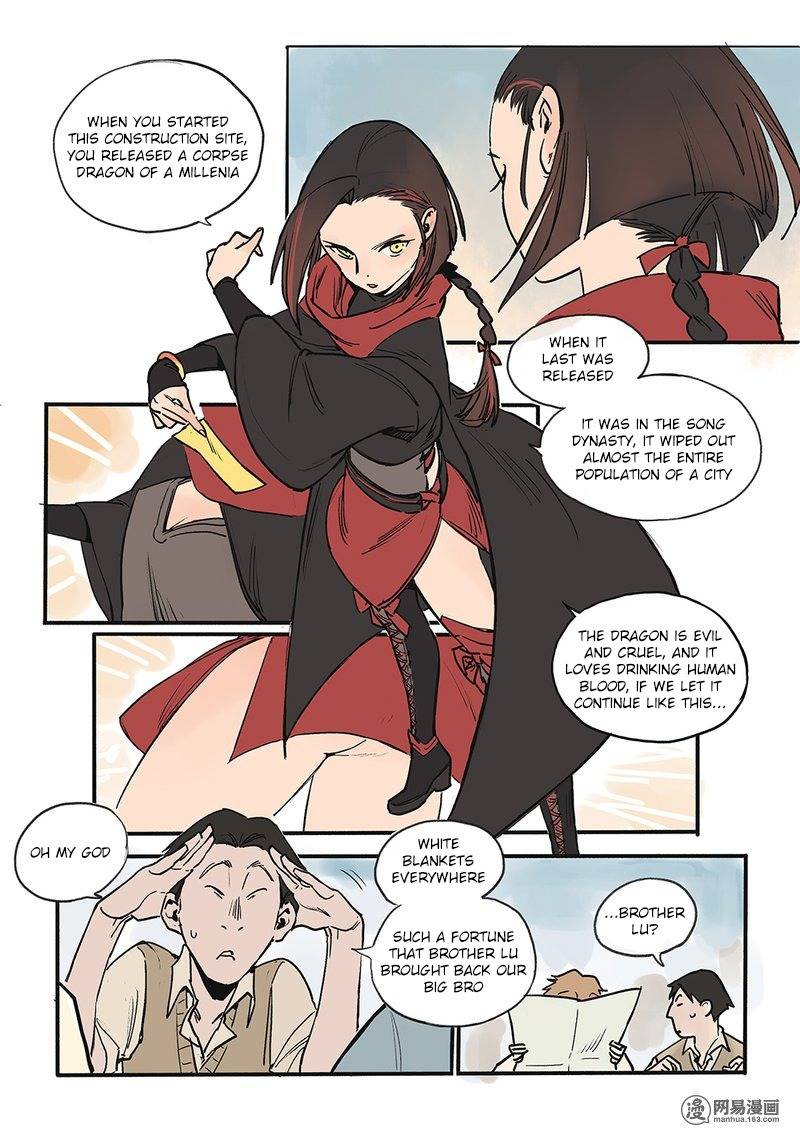 WHEN YOU STARTED
THIS CONSTRUCTION SITE,
YOU RELEASED A CORPSE
DRAGON OF A MILLENIA
WHEN IT
LAST WAS
RELEASED
IT WAS IN THE SONG
DYNASTY, IT WIPED OUT
ALMOST THE ENTIRE
POPULATION OF A CITY
THE DRAGON IS EVIL
AND CRUEL, AND IT
LOVES DRINKING HUMAN
BLOOD, IF WE LET IT
CONTINUE LIKE THIS...
OH MY GOD
WHITE
BLANKETS
EVERYWHERE
SUCH A FORTUNE
THAT BROTHER LU
BROUGHT BACK OUR
BIG BRO
...BROTHER
LU?
漫 网易漫画
manhua.163.com